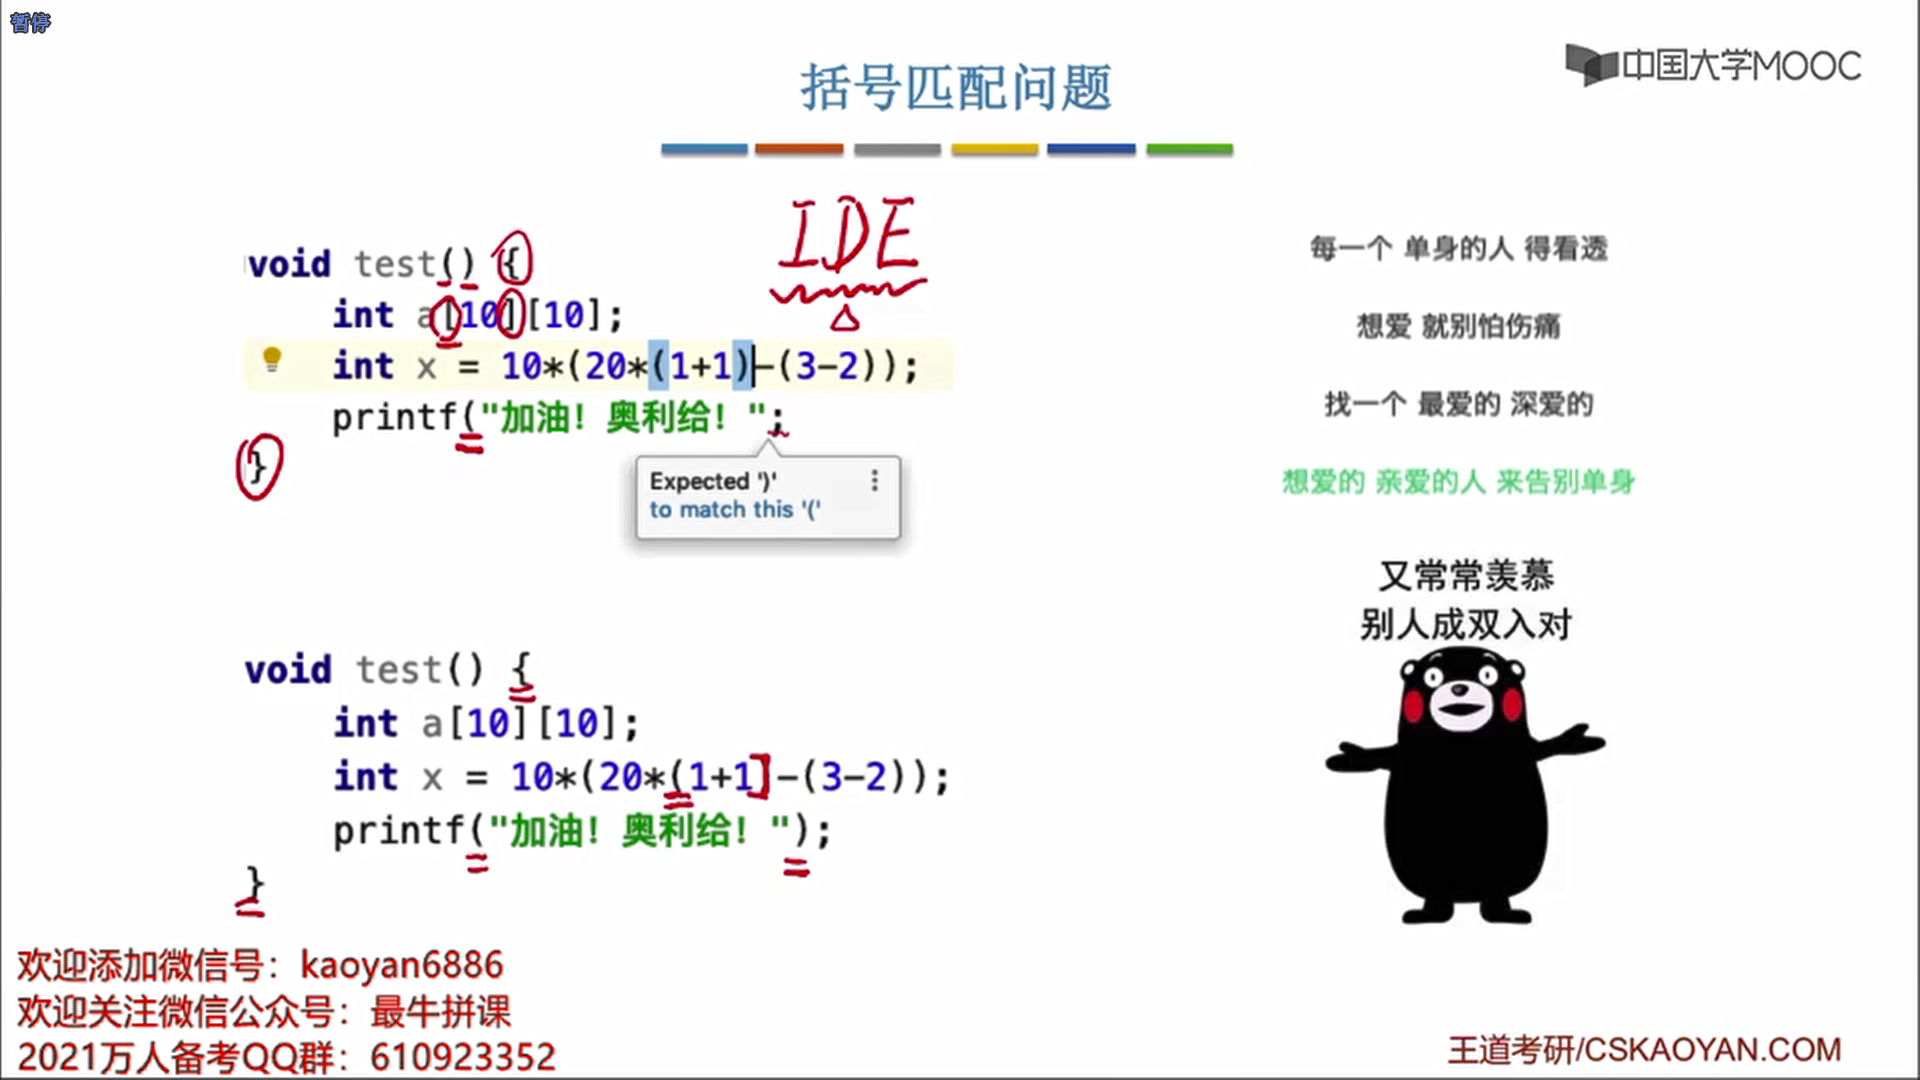 暂停
括号匹配问题
中国大学MOOC
IDE
void test() {
int a[10][10];
int x = 10*(20*(1+1)-(3-2));
printf("加油！奥利给！";
}
Expected ')'
to match this '('
void test() {
int a[10][10];
int x = 10*(20*(1+1]-(3-2));
printf("加油！奥利给！");
}
每一个 单身的人 得看透
想爱 就别怕伤痛
找一个 最爱的 深爱的
想爱的 亲爱的人 来告别单身
又常常羡慕
别人成双入对
欢迎添加微信号：kaoyan6886
欢迎关注微信公众号：最牛拼课
2021万人备考QQ群：610923352
王道考研/CSKAOYAN.COM